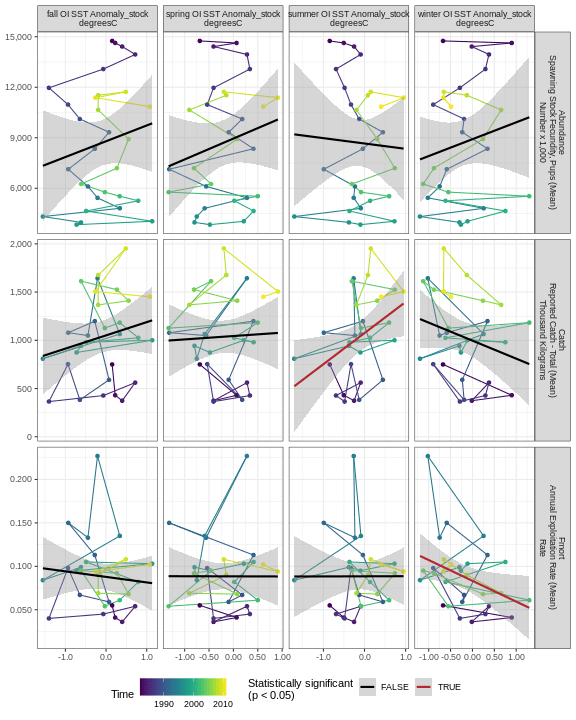 fall OI SST Anomaly_stock
degreesC
spring OI SST Anomaly_stock
degreesC
summer OI SST Anomaly_stock
degreesC
winter OI SST Anomaly_stock
degreesC
15,000
12,000
9,000
6,000
Abundance
Spawning Stock Fecundity, Pups (Mean)
Number x 1,000
2,000
1,500
1,000
500
0
Catch
Reported Catch - Total (Mean)
Thousand Kilograms
0.200
0.150
0.100
0.050
Fmort
Annual Exploitation Rate (Mean)
Rate
-1.0 0.0 1.0
-1.0 0.00 0.50 1.00
-1.0 0.0 1.0
-1.00 0.00 0.50 1.00
Time
1990 2000 2010
Statistically significant
(p < 0.05)
FALSE
TRUE